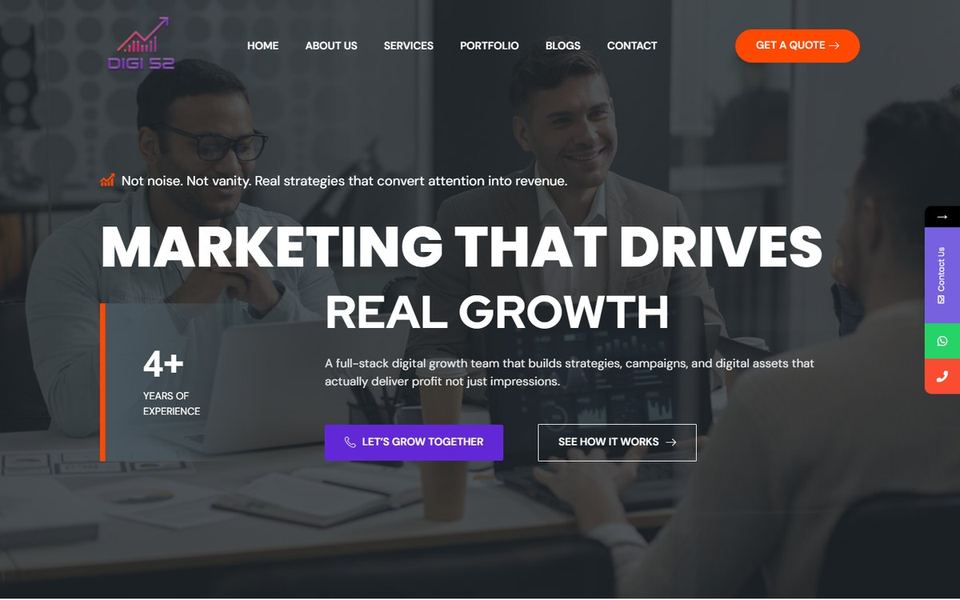 DIGI S2
HOME
ABOUT US
SERVICES
PORTFOLIO
BLOGS
CONTACT
GET A QUOTE
Not noise. Not vanity. Real strategies that convert attention into revenue.
MARKETING THAT DRIVES
REAL GROWTH
4+
YEARS OF
EXPERIENCE
A full-stack digital growth team that builds strategies, campaigns, and digital assets that
actually deliver profit not just impressions.
LET'S GROW TOGETHER
SEE HOW IT WORKS
Contact Us